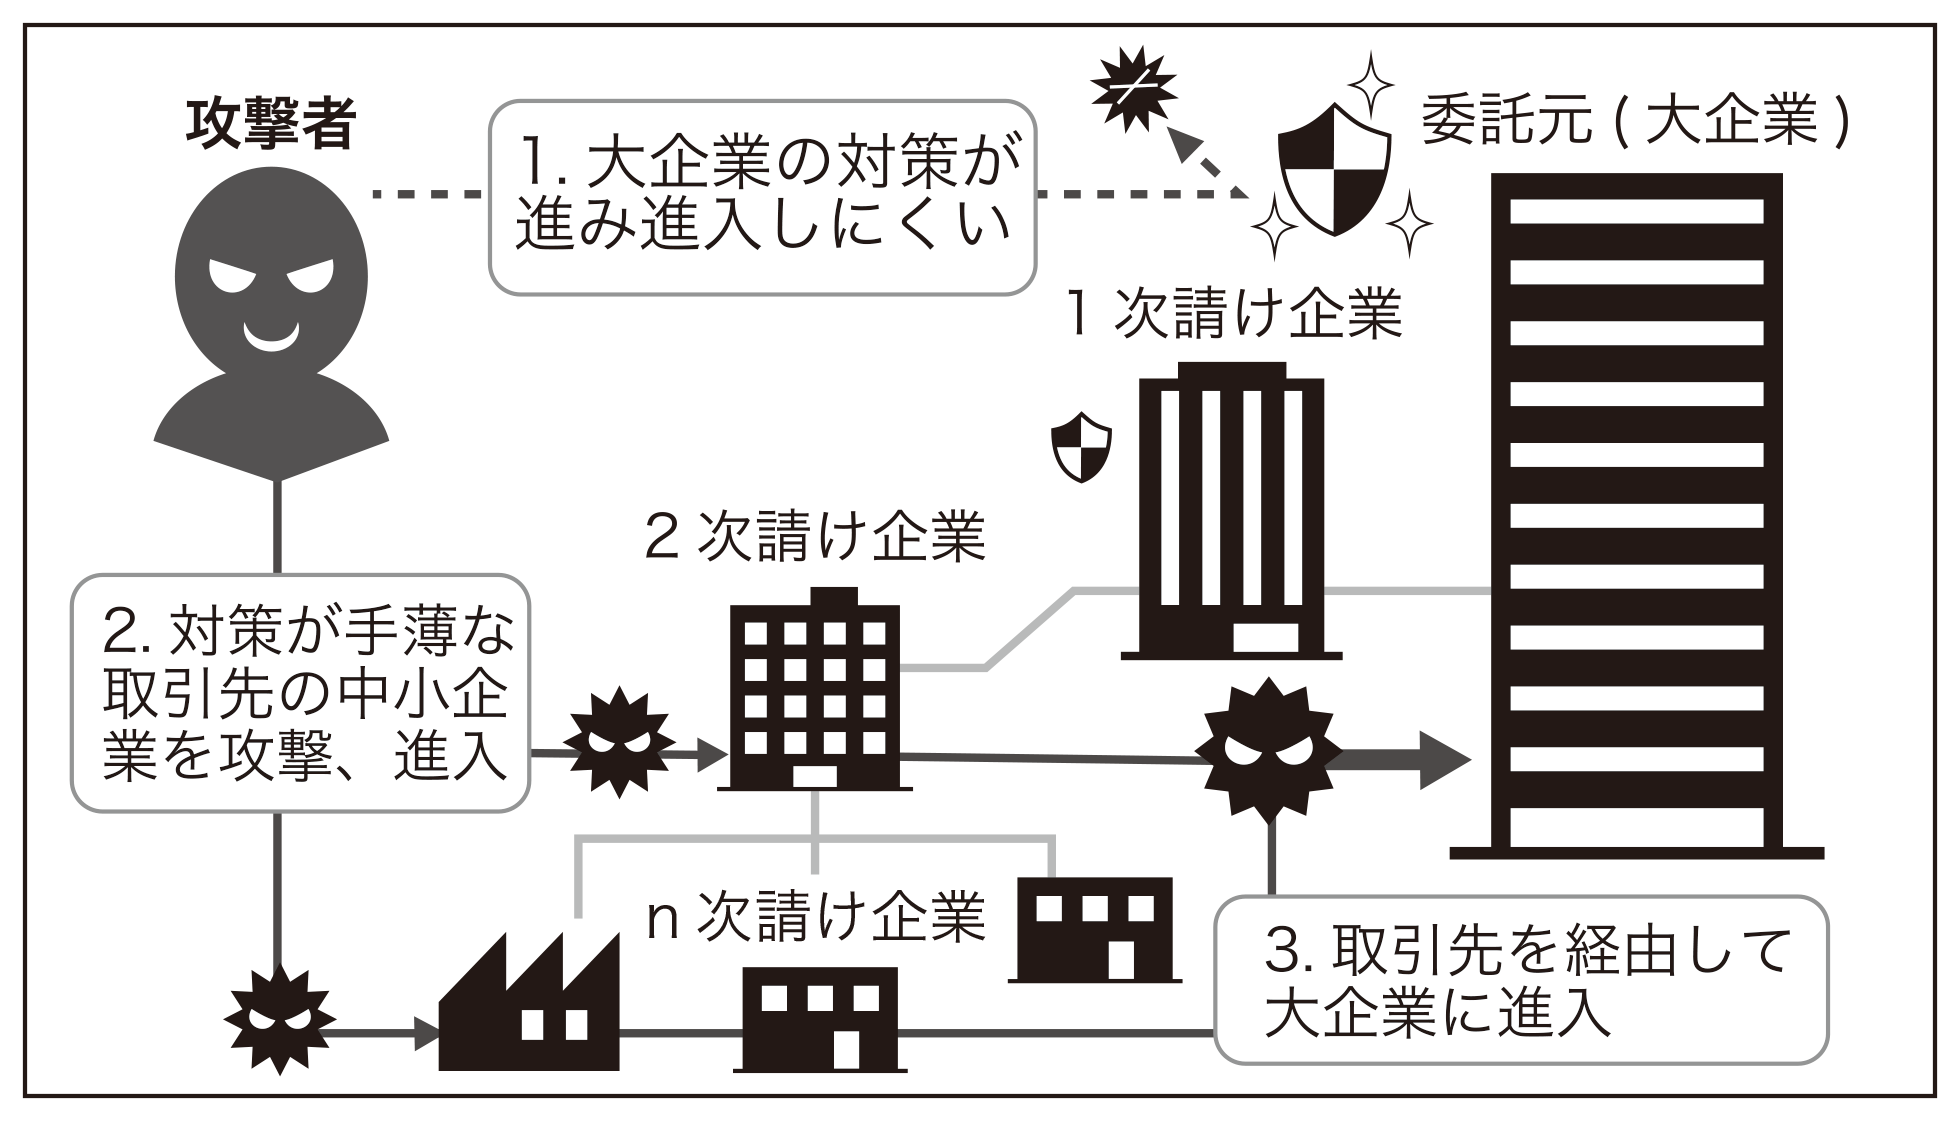 攻撃者
1. 大企業の対策が
進み進入しにくい
委託元 ( 大企業 )
1 次請け企業
2 次請け企業
2. 対策が手薄な
取引先の中小企
業を攻撃、進入
n 次請け企業
3. 取引先を経由して
大企業に進入